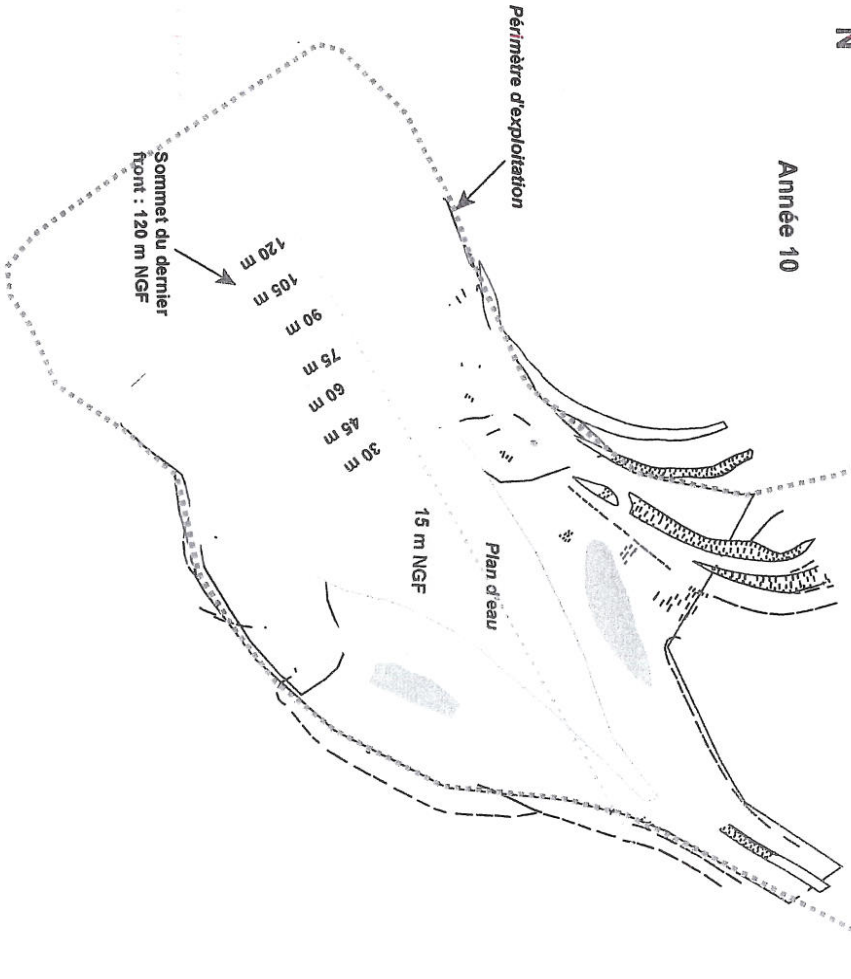 N
Année 10
Périmètre d'exploitation
Sommet du dernier
front : 120 m NGF
120 m
105 m
90 m
75 m
60 m
45 m
30 m
15 m NGF
Plan d'eau